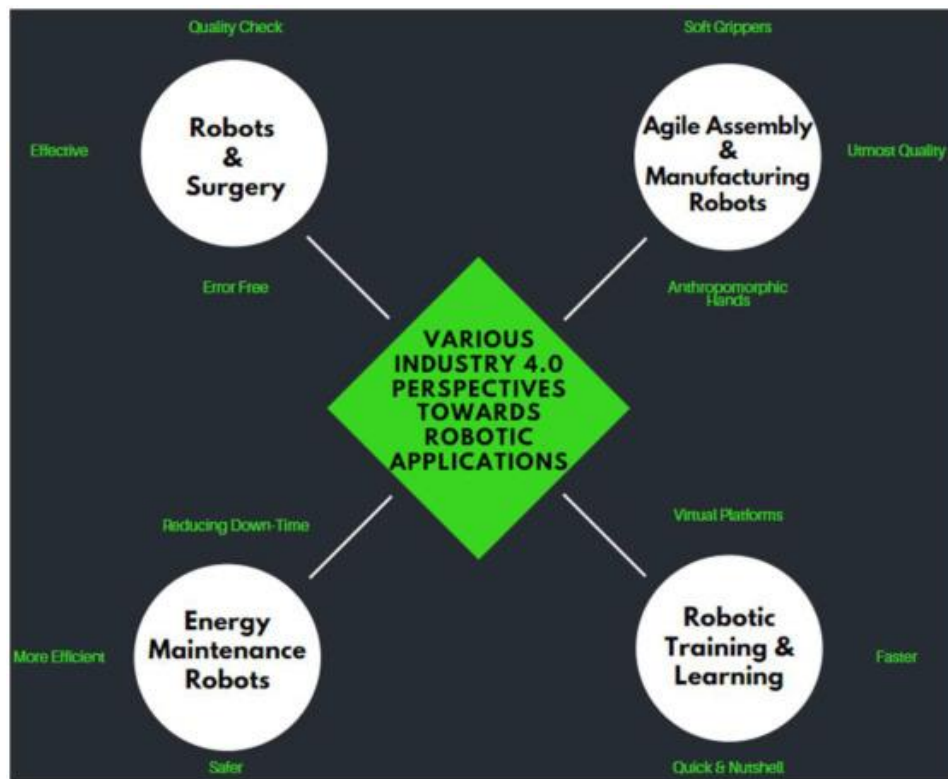 Quality Check
Soft Grippers
Robots
&
Surgery
Agile Assembly
&
Manufacturing
Robots
Effective
Utmost Quality
Error Free
Anthropomorphic
Hands
VARIOUS
INDUSTRY 4.0
PERSPECTIVES
TOWARDS
ROBOTIC
APPLICATIONS
Reducing Down-Time
Virtual Platforms
Energy
Maintenance
Robots
Robotic
Training &
Learning
More Efficient
Faster
Safer
Quick & Nutshell